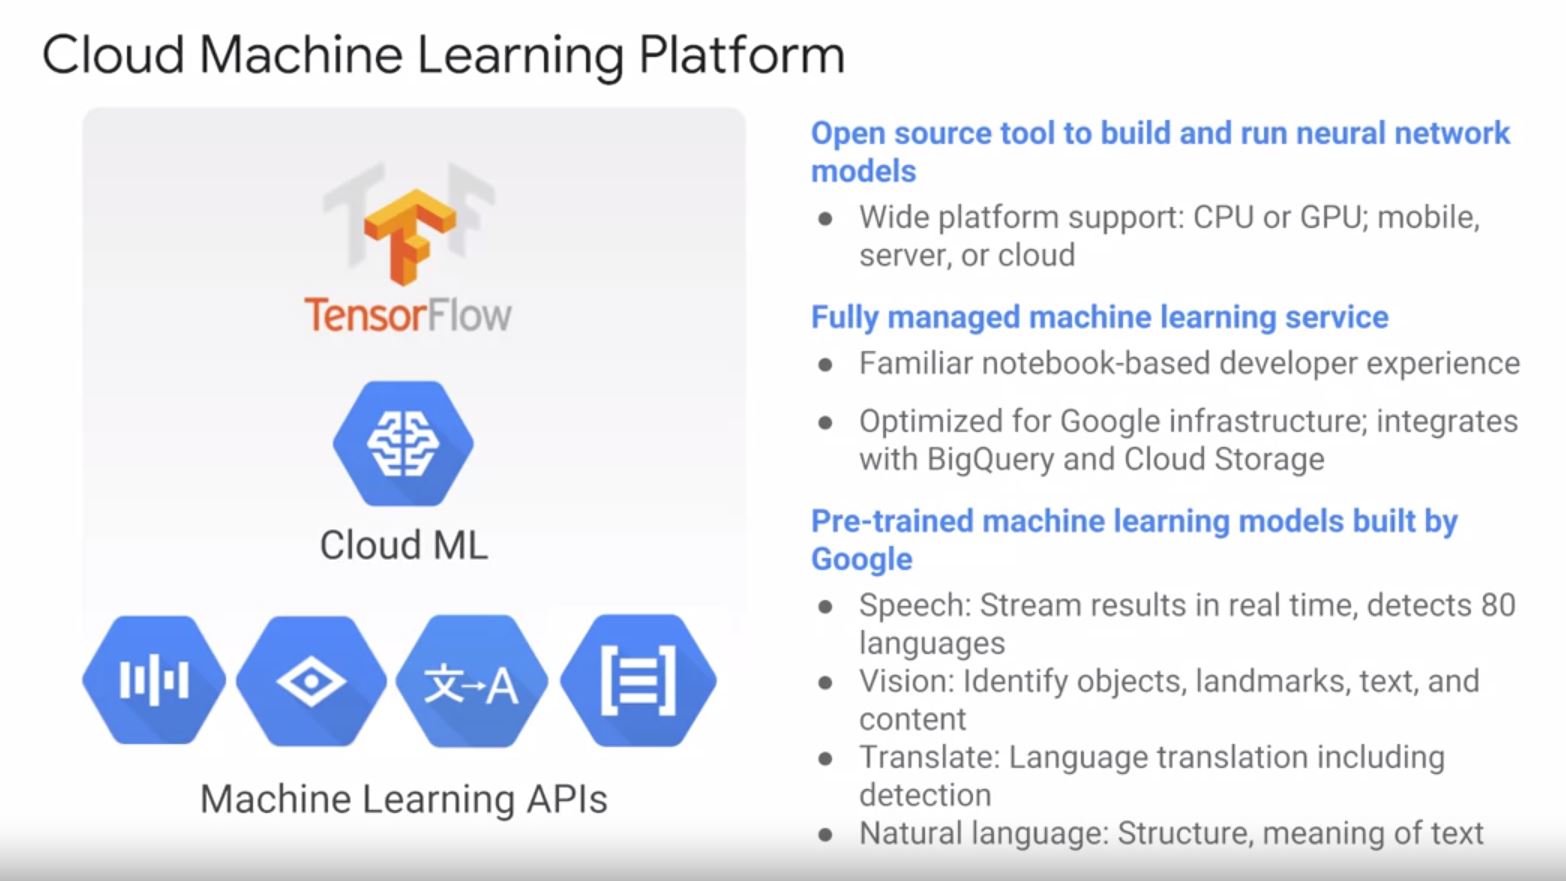 Cloud Machine Learning Platform
TensorFlow
Cloud ML
文→A
Machine Learning APIs
Open source tool to build and run neural network
models
● Wide platform support: CPU or GPU; mobile,
server, or cloud
Fully managed machine learning service
● Familiar notebook-based developer experience
● Optimized for Google infrastructure; integrates
with BigQuery and Cloud Storage
Pre-trained machine learning models built by
Google
● Speech: Stream results in real time, detects 80
languages
● Vision: Identify objects, landmarks, text, and
content
● Translate: Language translation including
detection
● Natural language: Structure, meaning of text